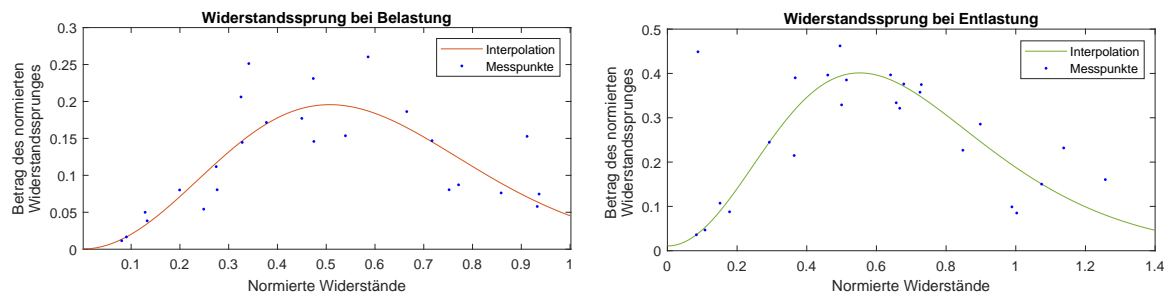 Widerstandssprung bei Belastung
0.3
0.25
0.2
0.15
0.1
0.05
0
Betrag des normierten
Widerstandssprunges
Interpolation
Messpunkte
0.1 0.2 0.3 0.4 0.5 0.6 0.7 0.8 0.9 1
Normierte Widerstände
Widerstandssprung bei Entlastung
0.5
0.4
0.3
0.2
0.1
0
Betrag des normierten
Widerstandssprunges
Interpolation
Messpunkte
0 0.2 0.4 0.6 0.8 1 1.2 1.4
Normierte Widerstände